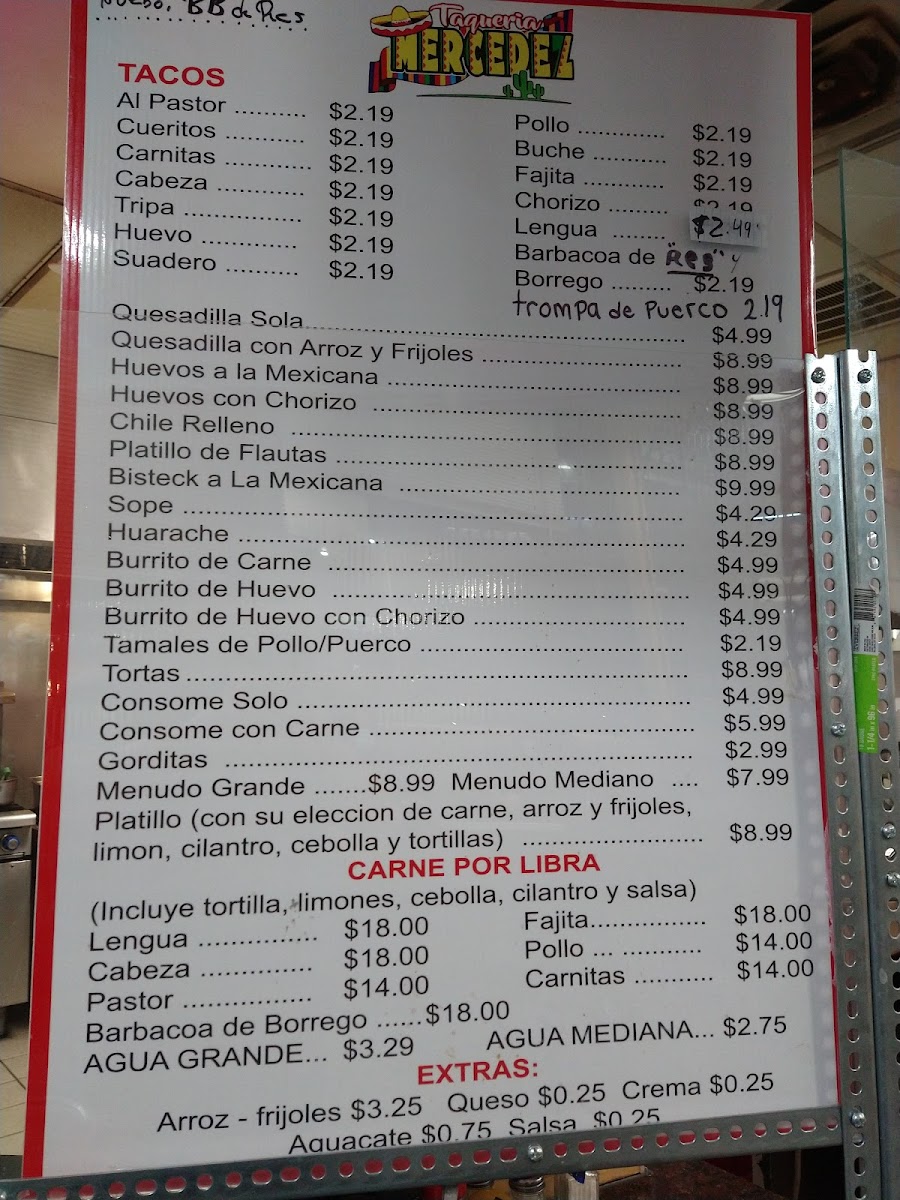 BB de Res
Taqueria
MERCEDEZ
TACOS
Al Pastor .......... $2.19
Cueritos ........... $2.19
Carnitas ............ $2.19
Cabeza ............. $2.19
Tripa .................. $2.19
Huevo .............. $2.19
Suadero ........... $2.19
Pollo ............. $2.19
Buche ........... $2.19
Fajita ............ $2.19
Chorizo ......... $2.19
Lengua ........ $2.49
Barbacoa de "Res" y
Borrego ......... $2.19
trompa de Puerco 2.19
Quesadilla Sola ........ $4.99
Quesadilla con Arroz y Frijoles ........ $8.99
Huevos a la Mexicana ........ $8.99
Huevos con Chorizo ........ $8.99
Chile Relleno ........ $8.99
Platillo de Flautas ........ $8.99
Bisteck a La Mexicana ........ $9.99
Sope ........ $4.29
Huarache ........ $4.29
Burrito de Carne ........ $4.99
Burrito de Huevo ........ $4.99
Burrito de Huevo con Chorizo ........ $4.99
Tamales de Pollo/Puerco ........ $2.19
Tortas ........ $8.99
Consome Solo ........ $4.99
Consome con Carne ........ $5.99
Gorditas ........ $2.99
Menudo Grande .......$8.99 Menudo Mediano .... $7.99
Platillo (con su eleccion de carne, arroz y frijoles,
limon, cilantro, cebolla y tortillas) ........ $8.99
CARNE POR LIBRA
(Incluye tortilla, limones, cebolla, cilantro y salsa)
Lengua ............... $18.00 Fajita................. $18.00
Cabeza .............. $18.00 Pollo ... ........... $14.00
Pastor ................ $14.00 Carnitas ........... $14.00
Barbacoa de Borrego ......$18.00
AGUA GRANDE... $3.29 AGUA MEDIANA... $2.75
EXTRAS:
Arroz - frijoles $3.25 Queso $0.25 Crema $0.25
Aguacate $0.75 Salsa $0.25